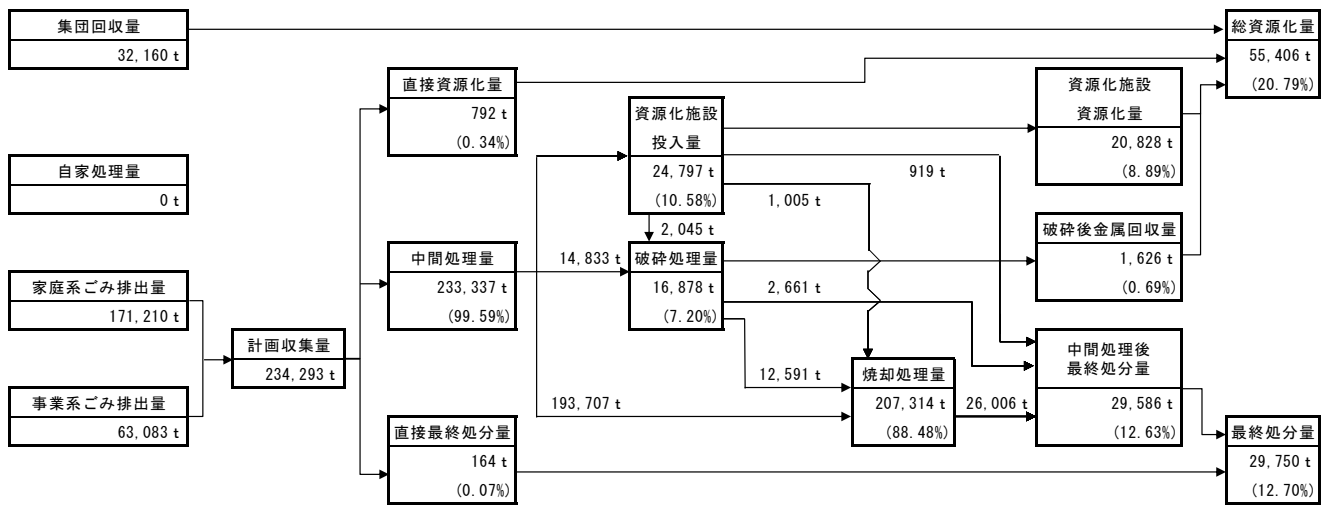 集団回収量
32,160 t
総資源化量
55,406 t
(20.79%)
直接資源化量
792 t
(0.34%)
資源化施設
投入量
24,797 t
(10.58%)
資源化施設
資源化量
20,828 t
(8.89%)
自家処理量
0 t
919 t
1,005 t
2,045 t
破砕後金属回収量
1,626 t
(0.69%)
中間処理量
233,337 t
(99.59%)
14,833 t
破砕処理量
16,878 t
(7.20%)
2,661 t
家庭系ごみ排出量
171,210 t
計画収集量
234,293 t
事業系ごみ排出量
63,083 t
193,707 t
12,591 t
焼却処理量
207,314 t
(88.48%)
26,006 t
中間処理後
最終処分量
29,586 t
(12.63%)
直接最終処分量
164 t
(0.07%)
最終処分量
29,750 t
(12.70%)